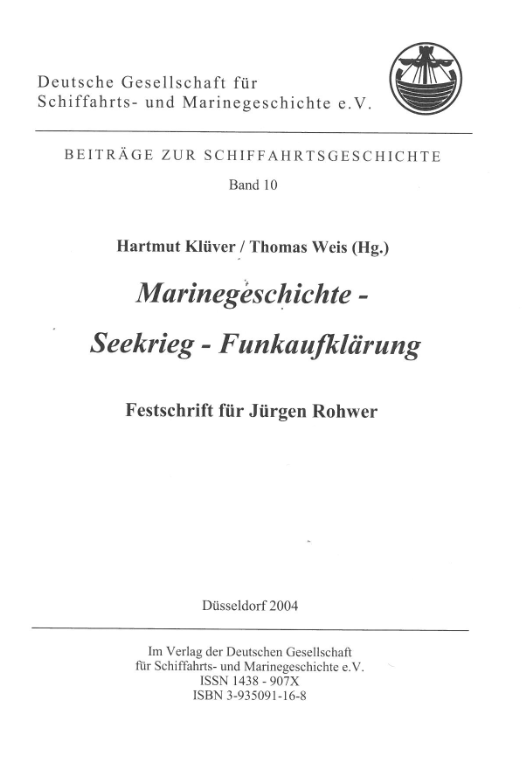 Deutsche Gesellschaft für
Schiffahrts- und Marinegeschichte e.V.
BEITRÄGE ZUR SCHIFFAHRTSGESCHICHTE
Band 10
Hartmut Klüver / Thomas Weis (Hg.)
Marinegeschichte -
Seekrieg - Funkaufklärung
Festschrift für Jürgen Rohwer
Düsseldorf 2004
Im Verlag der Deutschen Gesellschaft
für Schiffahrts- und Marinegeschichte e.V.
ISSN 1438 - 907X
ISBN 3-935091-16-8